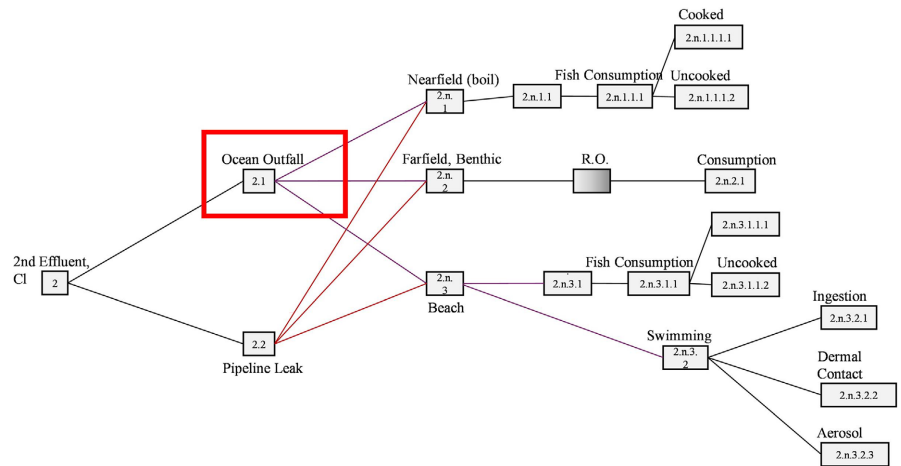 Cooked
2.n.1.1.1.1
Nearfield (boil)
Fish Consumption
Uncooked
2.n.
1
2.n.1.1
2.n.1.1.1
2.n.1.1.1.2
Ocean Outfall
Farfield, Benthic
R.O.
Consumption
2.1
2.n.
2
2.n.2.1
2.n.3.1.1.1
2nd Effluent,
Cl
2
Fish Consumption
Uncooked
2.n.
3
2.n.3.1
2.n.3.1.1
2.n.3.1.1.2
Beach
Ingestion
2.n.3.2.1
2.2
Pipeline Leak
Swimming
2.n.3.
2
Dermal
Contact
2.n.3.2.2
Aerosol
2.n.3.2.3